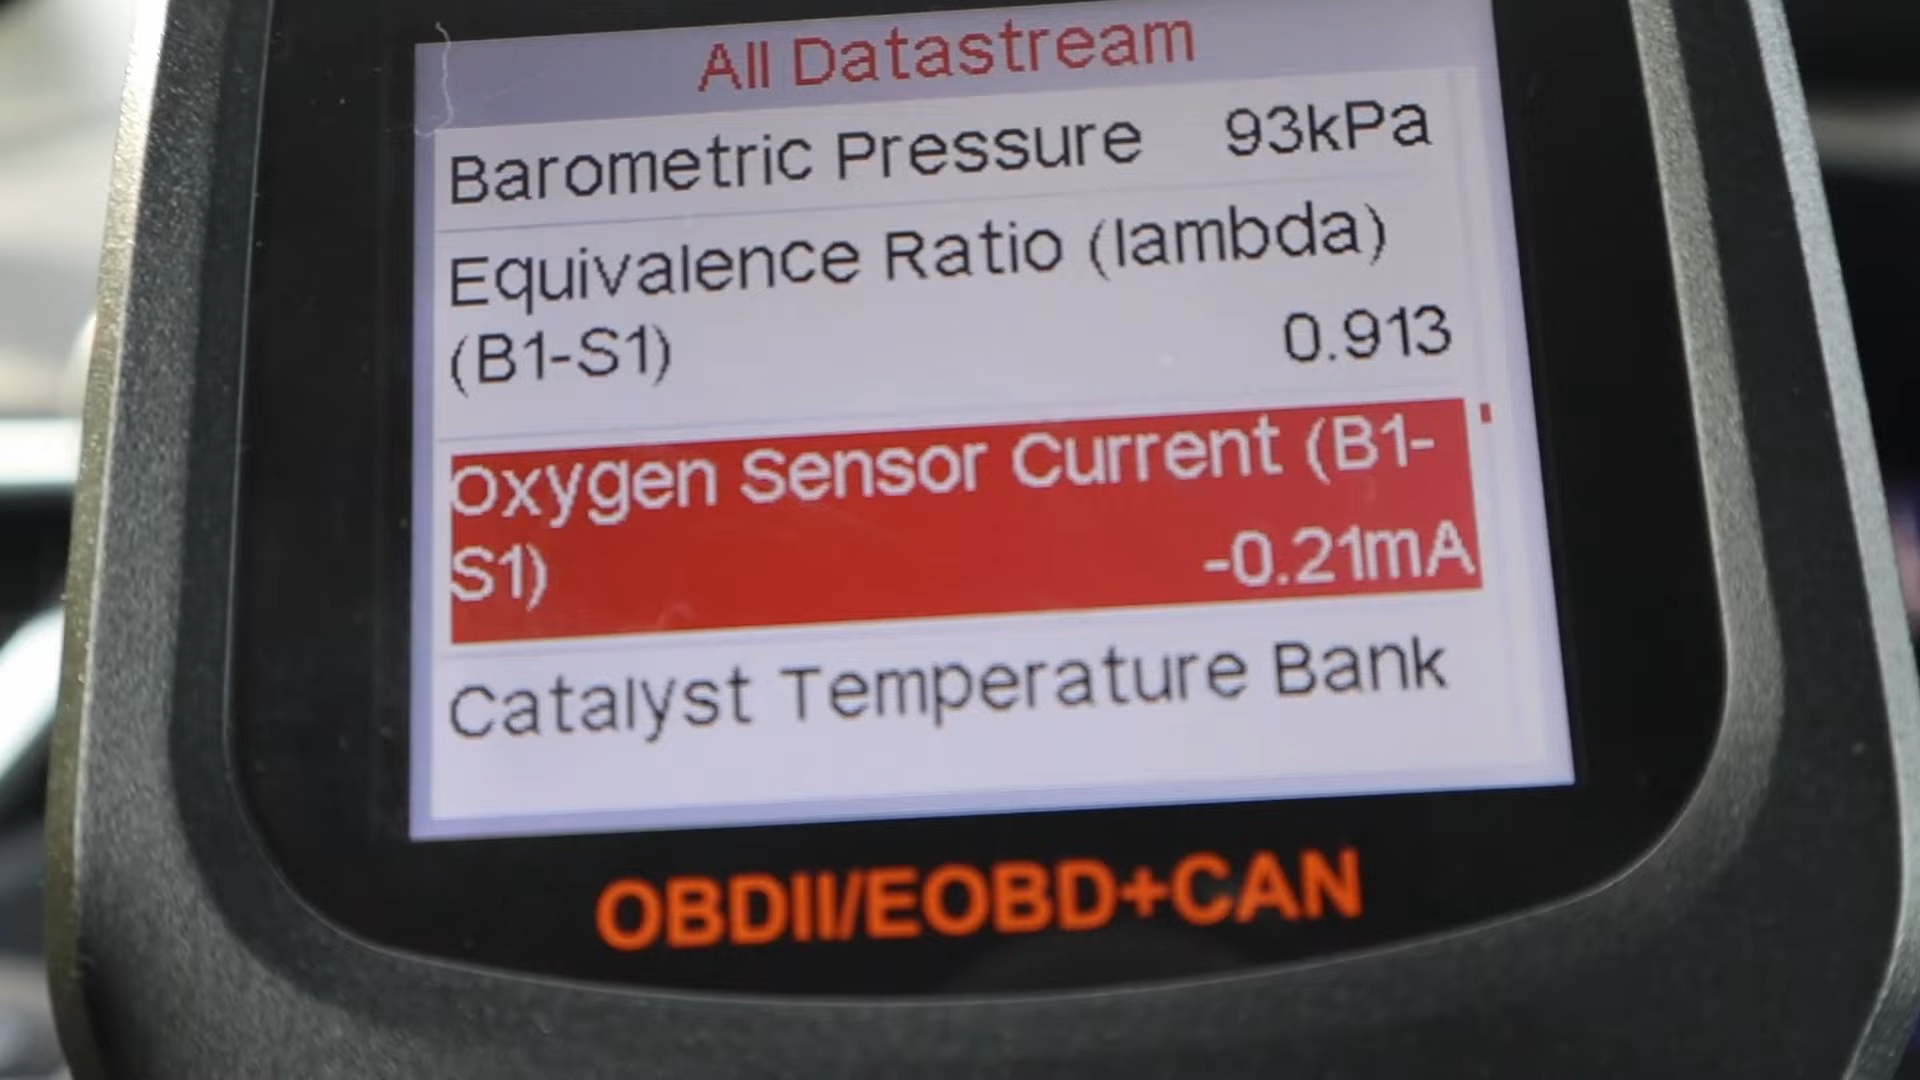 All Datastream
Barometric Pressure 93kPa
Equivalence Ratio (lambda)
(B1-S1) 0.913
Oxygen Sensor Current (B1-
S1) -0.21mA
Catalyst Temperature Bank
OBDII/EOBD+CAN